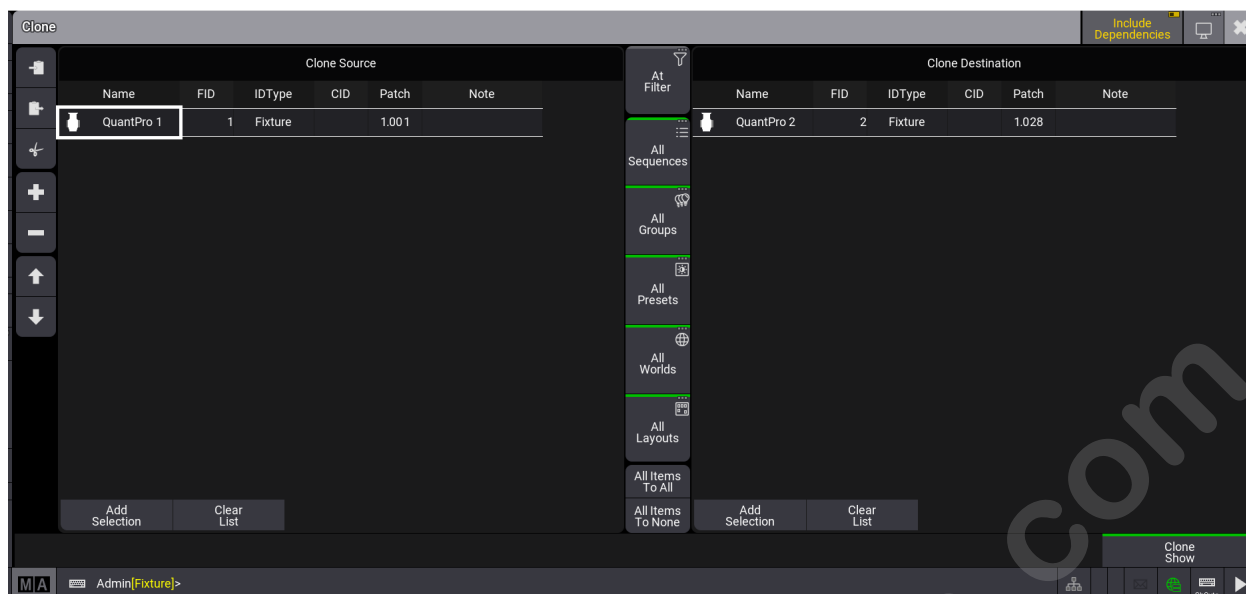 Clone
Include
Dependencies
Clone Source
Name FID IDType CID Patch Note
QuantPro 1 1 Fixture 1.001
At
Filter
All
Sequences
All
Groups
All
Presets
All
Worlds
All
Layouts
All Items
To All
All Items
To None
Clone Destination
Name FID IDType CID Patch Note
QuantPro 2 2 Fixture 1.028
Add
Selection
Clear
List
Add
Selection
Clear
List
Clone
Show
MA Admin[Fixture]>
com